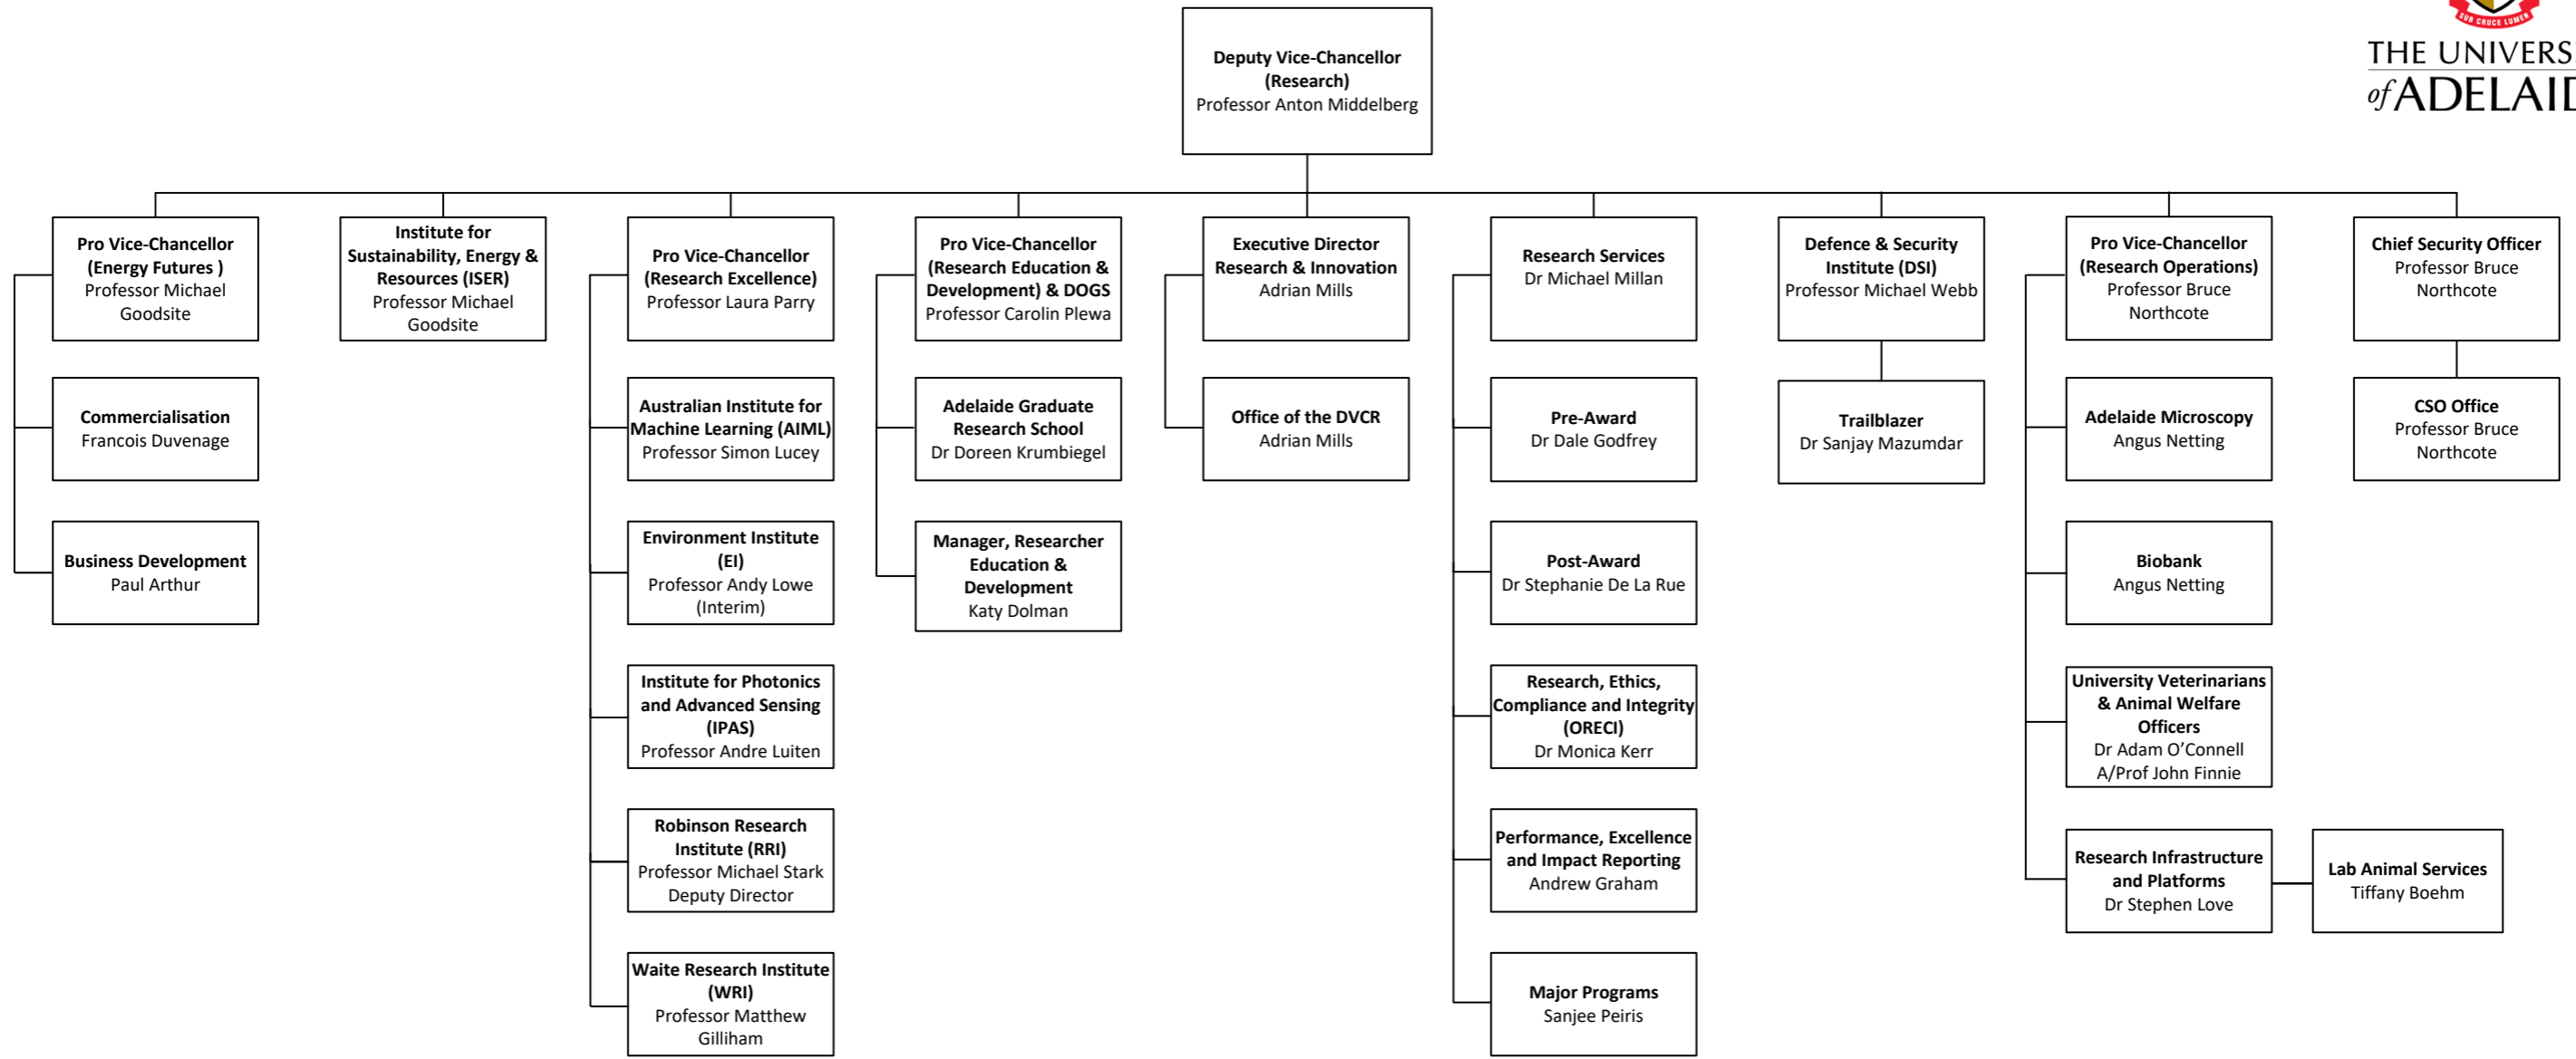 Deputy Vice-Chancellor
(Research)
Professor Anton Middelberg
SUB CRUCE LUMEN
THE UNIVERS
of ADELAID
Pro Vice-Chancellor
(Energy Futures )
Professor Michael
Goodsite
Commercialisation
Francois Duvenage
Business Development
Paul Arthur
Institute for
Sustainability, Energy &
Resources (ISER)
Professor Michael
Goodsite
Pro Vice-Chancellor
(Research Excellence)
Professor Laura Parry
Australian Institute for
Machine Learning (AIML)
Professor Simon Lucey
Environment Institute
(EI)
Professor Andy Lowe
(Interim)
Institute for Photonics
and Advanced Sensing
(IPAS)
Professor Andre Luiten
Robinson Research
Institute (RRI)
Professor Michael Stark
Deputy Director
Waite Research Institute
(WRI)
Professor Matthew
Gilliham
Pro Vice-Chancellor
(Research Education &
Development) & DOGS
Professor Carolin Plewa
Adelaide Graduate
Research School
Dr Doreen Krumbiegel
Manager, Researcher
Education &
Development
Katy Dolman
Executive Director
Research & Innovation
Adrian Mills
Office of the DVCR
Adrian Mills
Research Services
Dr Michael Millan
Pre-Award
Dr Dale Godfrey
Post-Award
Dr Stephanie De La Rue
Research, Ethics,
Compliance and Integrity
(ORECI)
Dr Monica Kerr
Performance, Excellence
and Impact Reporting
Andrew Graham
Major Programs
Sanjee Peiris
Defence & Security
Institute (DSI)
Professor Michael Webb
Trailblazer
Dr Sanjay Mazumdar
Pro Vice-Chancellor
(Research Operations)
Professor Bruce
Northcote
Adelaide Microscopy
Angus Netting
Biobank
Angus Netting
University Veterinarians
& Animal Welfare
Officers
Dr Adam O’Connell
A/Prof John Finnie
Research Infrastructure
and Platforms
Dr Stephen Love
Lab Animal Services
Tiffany Boehm
Chief Security Officer
Professor Bruce
Northcote
CSO Office
Professor Bruce
Northcote